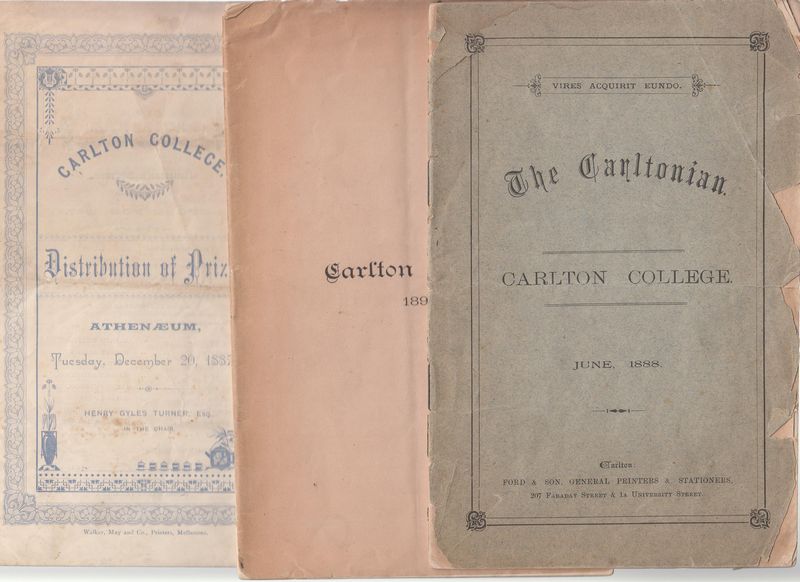 CARLTON COLLEGE.
Distribution of Priz
ATHENÆUM,
Tuesday, December 20, 1887
HENRY GYLES TURNER, ESQ.
IN THE CHAIR.
Walker, May and Co., Printers, Melbourne.
Carlton
189
VIRES ACQUIRIT EUNDO.
The Carltonian.
CARLTON COLLEGE.
JUNE, 1888.
Carlton:
FORD & SON, GENERAL PRINTERS & STATIONERS,
207 FARADAY STREET & 1A UNIVERSITY STREET.